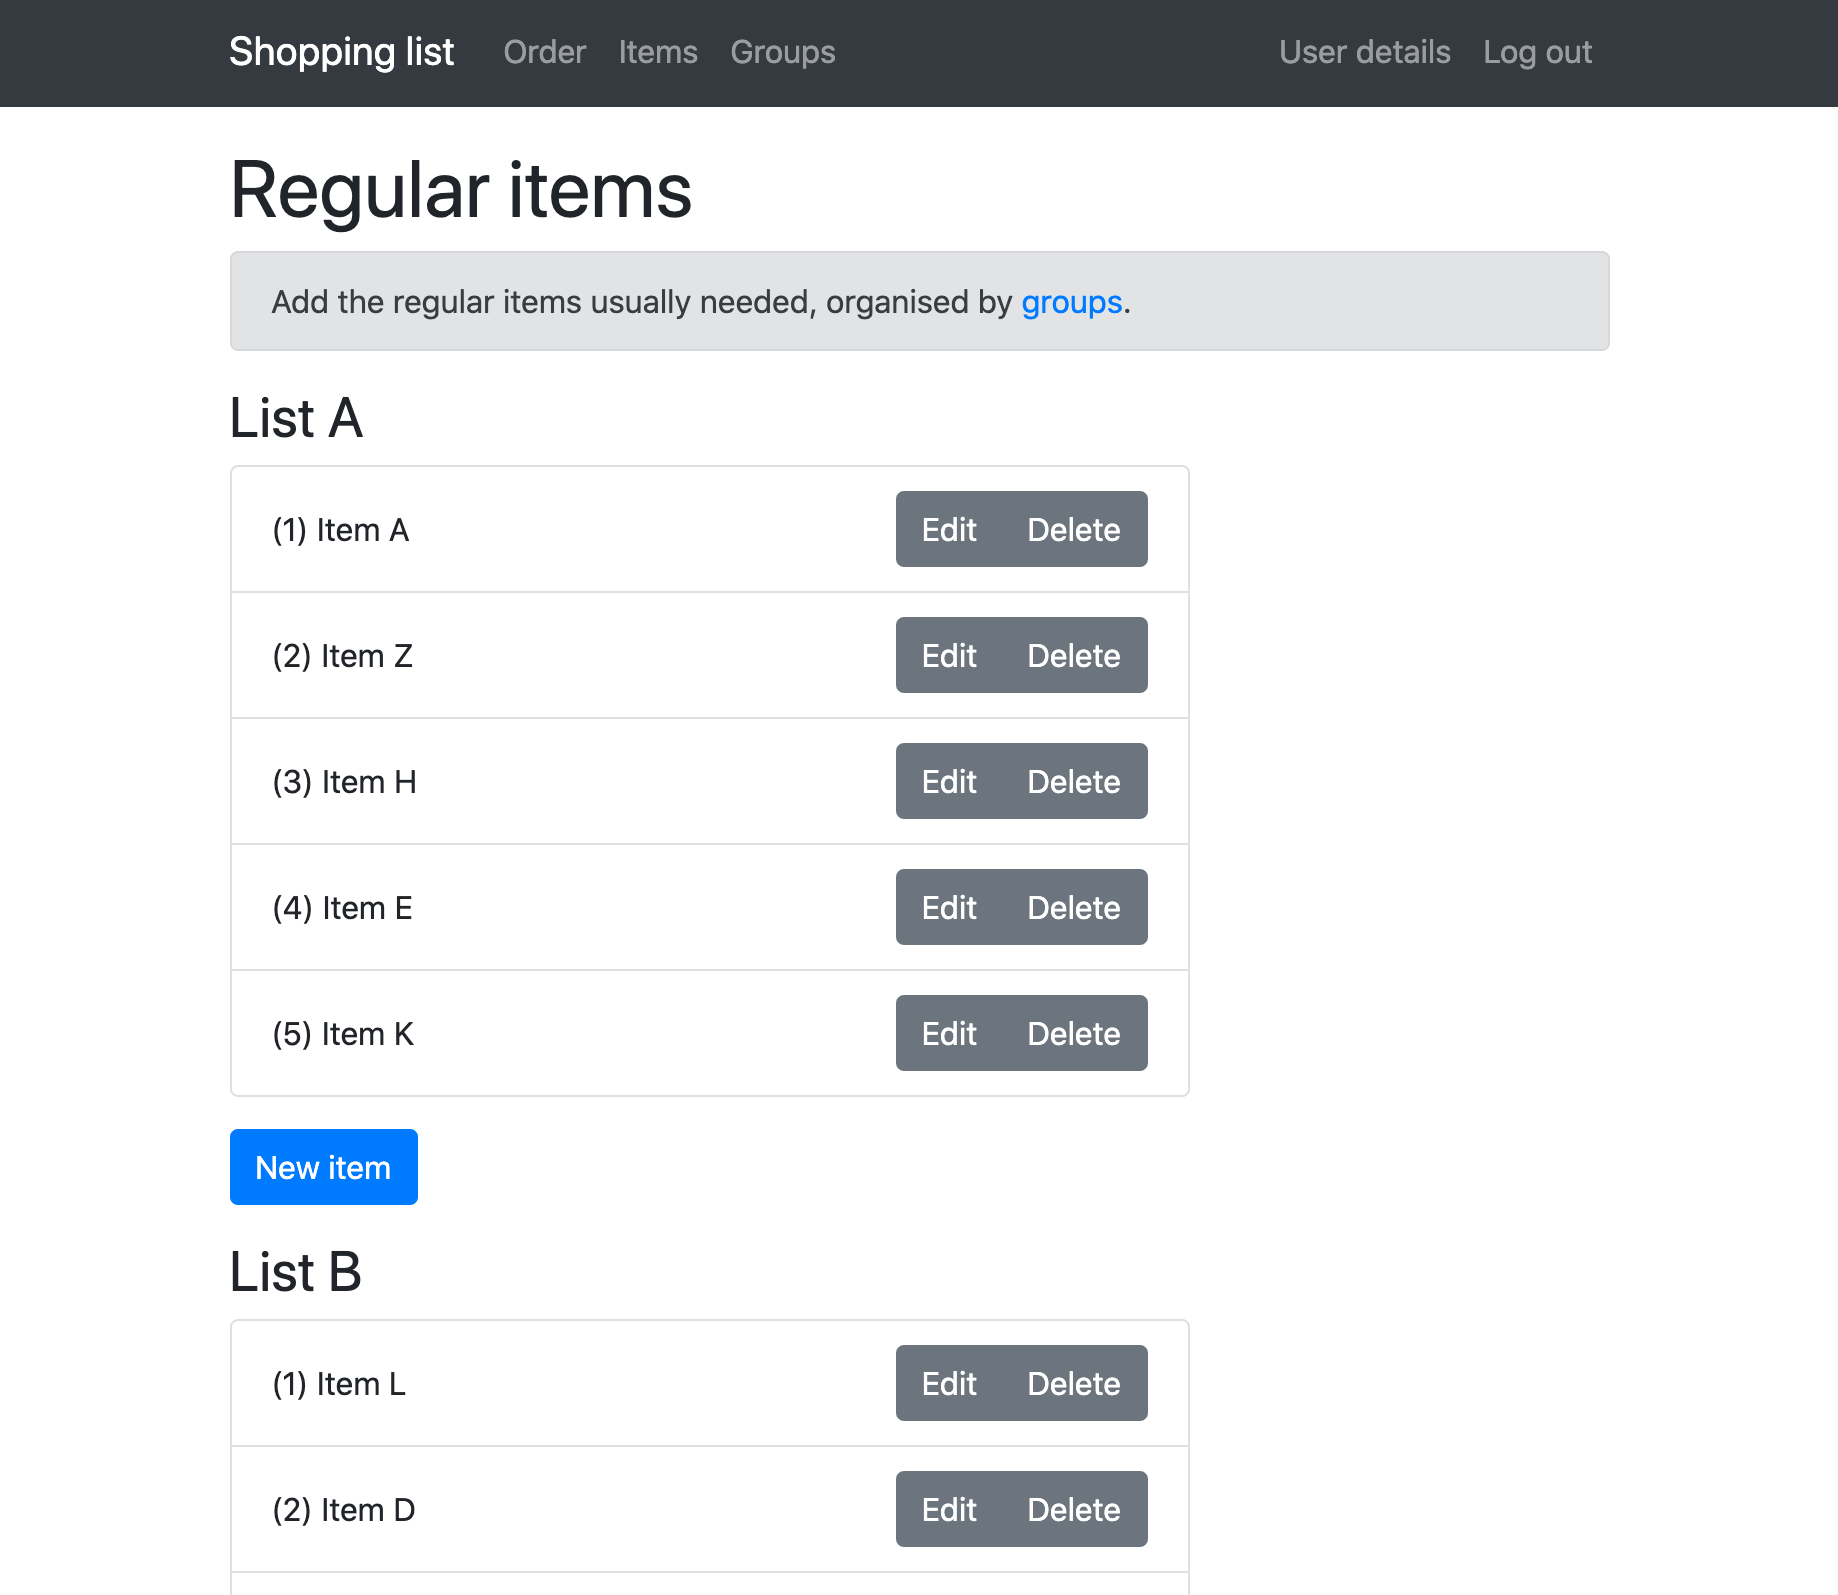 Shopping list Order Items Groups User details Log out
Regular items
Add the regular items usually needed, organised by groups.
List A
(1) Item A Edit Delete
(2) Item Z Edit Delete
(3) Item H Edit Delete
(4) Item E Edit Delete
(5) Item K Edit Delete
New item
List B
(1) Item L Edit Delete
(2) Item D Edit Delete